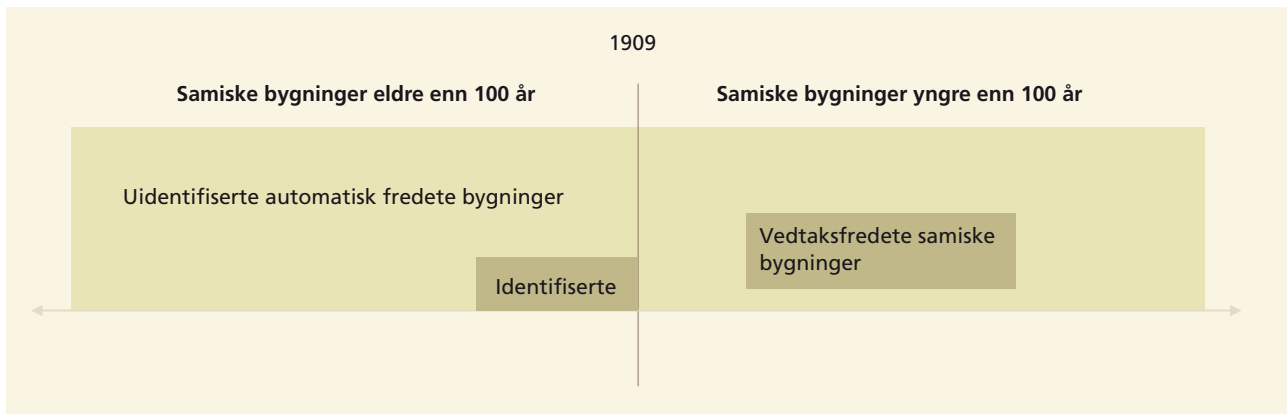 1909
Samiske bygninger eldre enn 100 år
Samiske bygninger yngre enn 100 år
Uidentifiserte automatisk fredete bygninger
Vedtaksfredete samiske
bygninger
Identifiserte